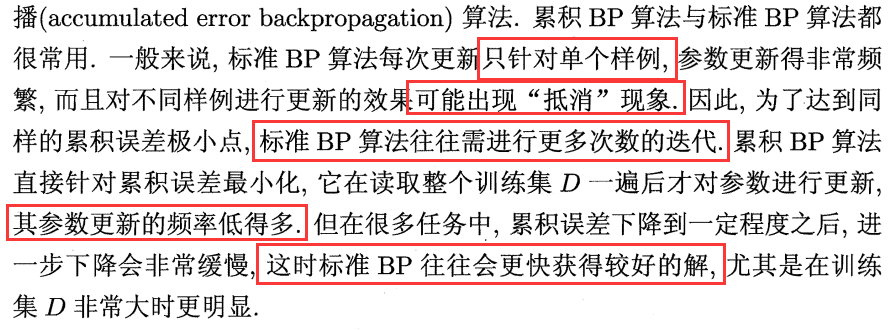 播(accumulated error backpropagation) 算法. 累积 BP 算法与标准 BP 算法都
很常用. 一般来说, 标准 BP 算法每次更新只针对单个样例, 参数更新得非常频
繁, 而且对不同样例进行更新的效果可能出现“抵消”现象. 因此, 为了达到同
样的累积误差极小点, 标准 BP 算法往往需进行更多次数的迭代. 累积 BP 算法
直接针对累积误差最小化, 它在读取整个训练集 D 一遍后才对参数进行更新,
其参数更新的频率低得多. 但在很多任务中, 累积误差下降到一定程度之后, 进
一步下降会非常缓慢, 这时标准 BP 往往会更快获得较好的解, 尤其是在训练
集 D 非常大时更明显.